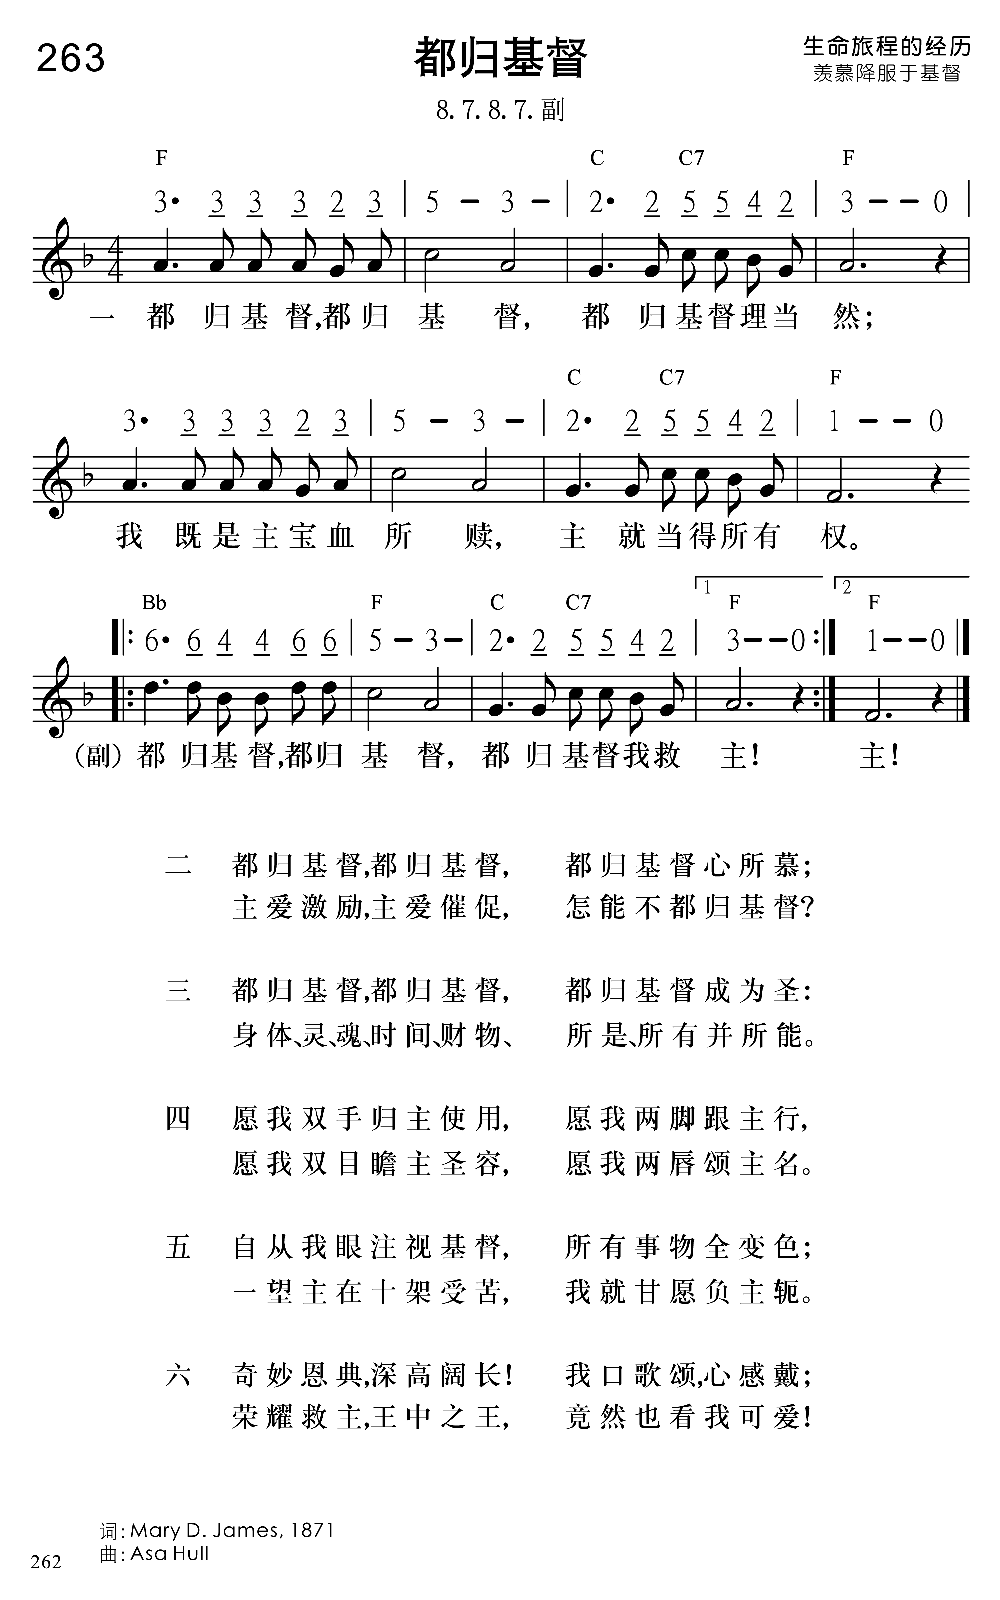 263
都归基督
生命旅程的经历
羡慕降服于基督
8. 7. 8. 7. 副
F C C7 F
3· 3 3 3 2 3 | 5 - 3 - | 2· 2 5 5 4 2 | 3 - - 0 |
4
4
一 都 归 基 督,都 归 基 督, 都 归 基 督 理 当 然;
C C7 F
3· 3 3 3 2 3 | 5 - 3 - | 2· 2 5 5 4 2 | 1 - - 0
我 既 是 主 宝 血 所 赎, 主 就 当 得 所 有 权。
1 2
Bb F C C7 F F
6· 6 4 4 6 6 | 5 - 3 - | 2· 2 5 5 4 2 | 3 - - 0 :| 1 - - 0
(副) 都 归 基 督,都 归 基 督, 都 归 基 督 我 救 主! 主!
二 都归基督,都归基督, 都归基督心所慕;
主爱激励,主爱催促, 怎能不都归基督?
三 都归基督,都归基督, 都归基督成为圣:
身体、灵、魂、时间、财物、 所是、所有并所能。
四 愿我双手归主使用, 愿我两脚跟主行,
愿我双目瞻主圣容, 愿我两唇颂主名。
五 自从我眼注视基督, 所有事物全变色;
一望主在十架受苦, 我就甘愿负主轭。
六 奇妙恩典,深高阔长! 我口歌颂,心感戴;
荣耀救主,王中之王, 竟然也看我可爱!
词: Mary D. James, 1871
曲: Asa Hull
262